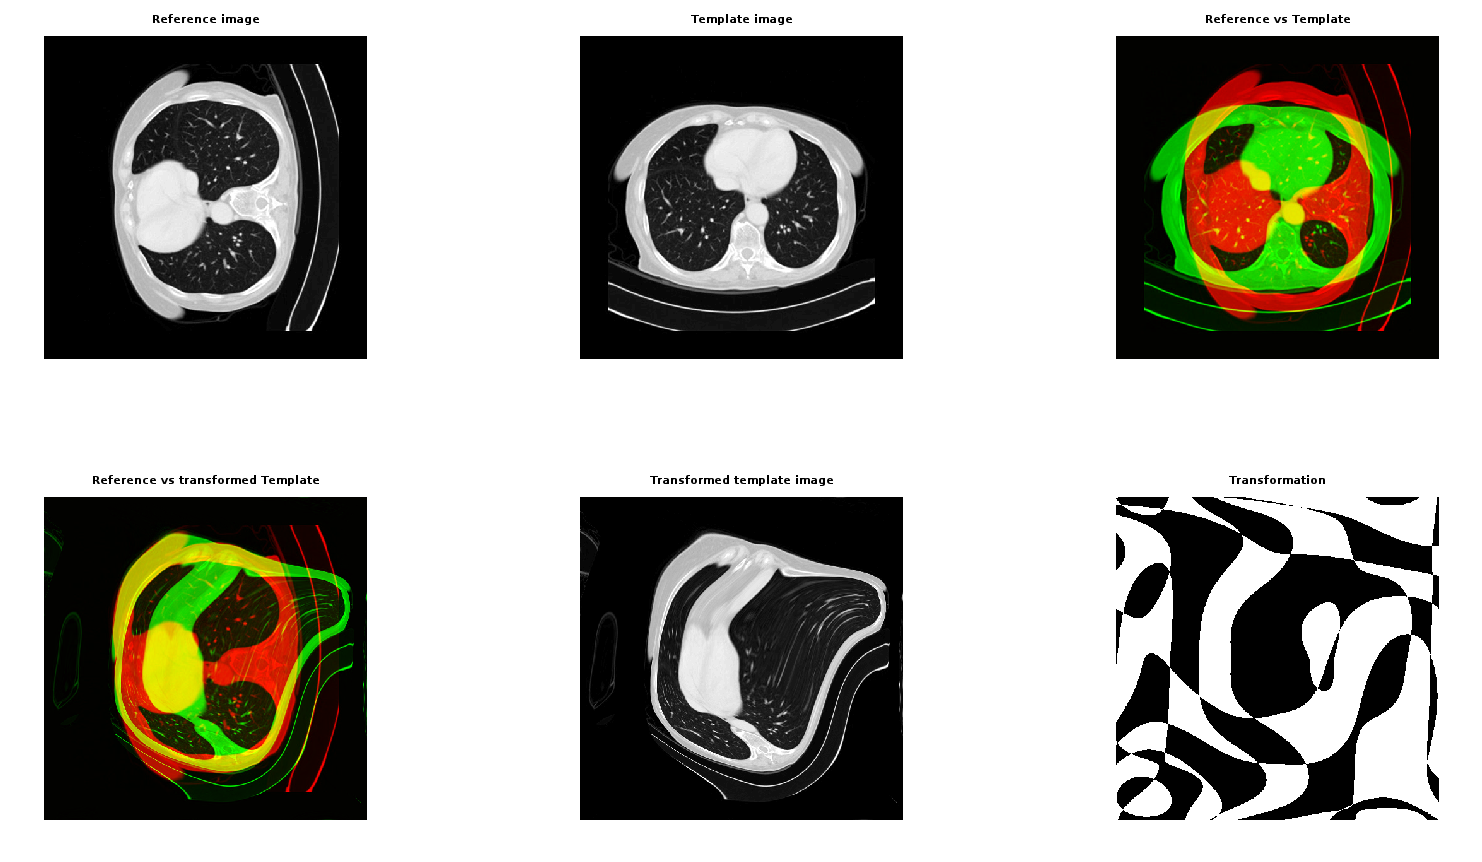 Reference image
Template image
Reference vs Template
Reference vs transformed Template
Transformed template image
Transformation